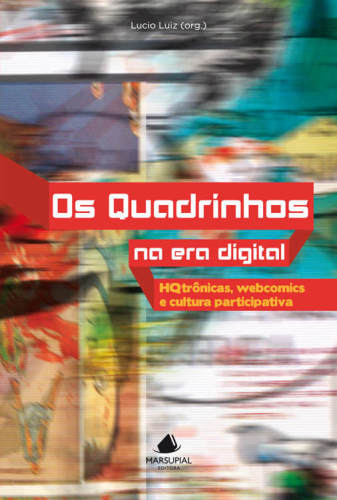 Lucio Luiz (org.)
Os Quadrinhos
na era digital
HQtrônicas, webcomics
e cultura participativa
MARSUPIAL
EDITORA